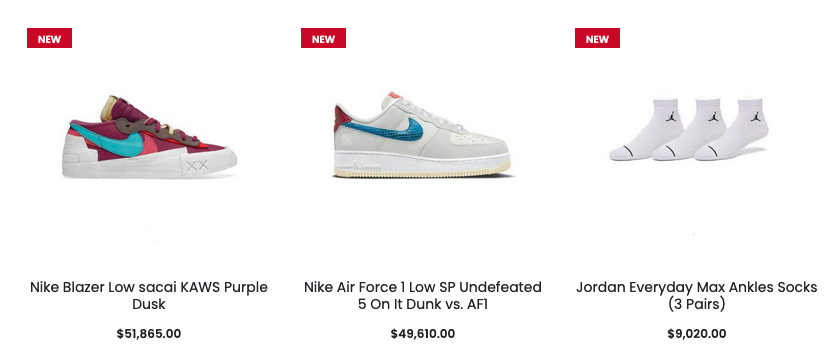 NEW
NEW
NEW
XX
Nike Blazer Low sacai KAWS Purple
Dusk
$51,865.00
Nike Air Force 1 Low SP Undefeated
5 On It Dunk vs. AF1
$49,610.00
Jordan Everyday Max Ankles Socks
(3 Pairs)
$9,020.00